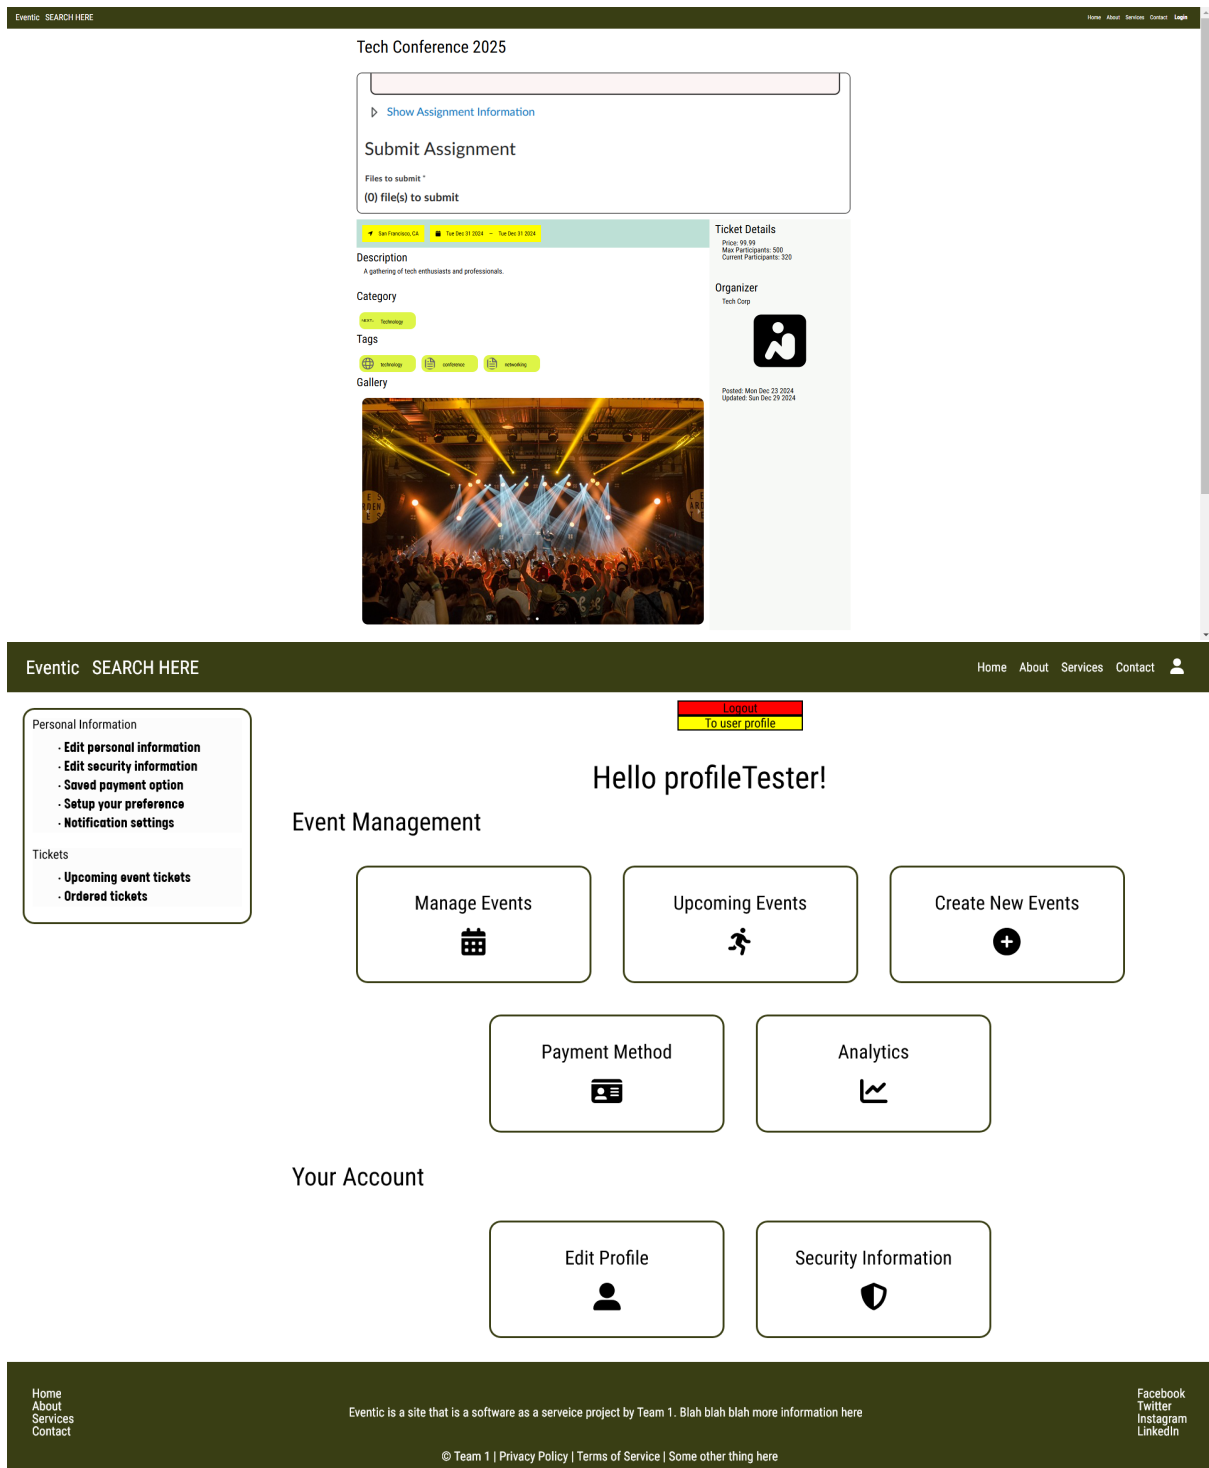 Eventic SEARCH HERE
Home About Services Contact Login
Tech Conference 2025
Show Assignment Information
Submit Assignment
Files to submit *
(0) file(s) to submit
San Francisco, CA
Tue Dec 31 2024 – Tue Dec 31 2024
Description
A gathering of tech enthusiasts and professionals.
Category
Technology
Tags
technology
conference
networking
Gallery
Ticket Details
Price: 99.99
Max Participants: 500
Current Participants: 320
Organizer
Tech Corp
Posted: Mon Dec 23 2024
Updated: Sun Dec 29 2024
Eventic SEARCH HERE
Home About Services Contact
Personal Information
· Edit personal information
· Edit security information
· Saved payment option
· Setup your preference
· Notification settings
Tickets
· Upcoming event tickets
· Ordered tickets
Logout
To user profile
Hello profileTester!
Event Management
Manage Events
Upcoming Events
Create New Events
Payment Method
Analytics
Your Account
Edit Profile
Security Information
Home
About
Services
Contact
Eventic is a site that is a software as a serveice project by Team 1. Blah blah blah more information here
Facebook
Twitter
Instagram
LinkedIn
© Team 1 | Privacy Policy | Terms of Service | Some other thing here